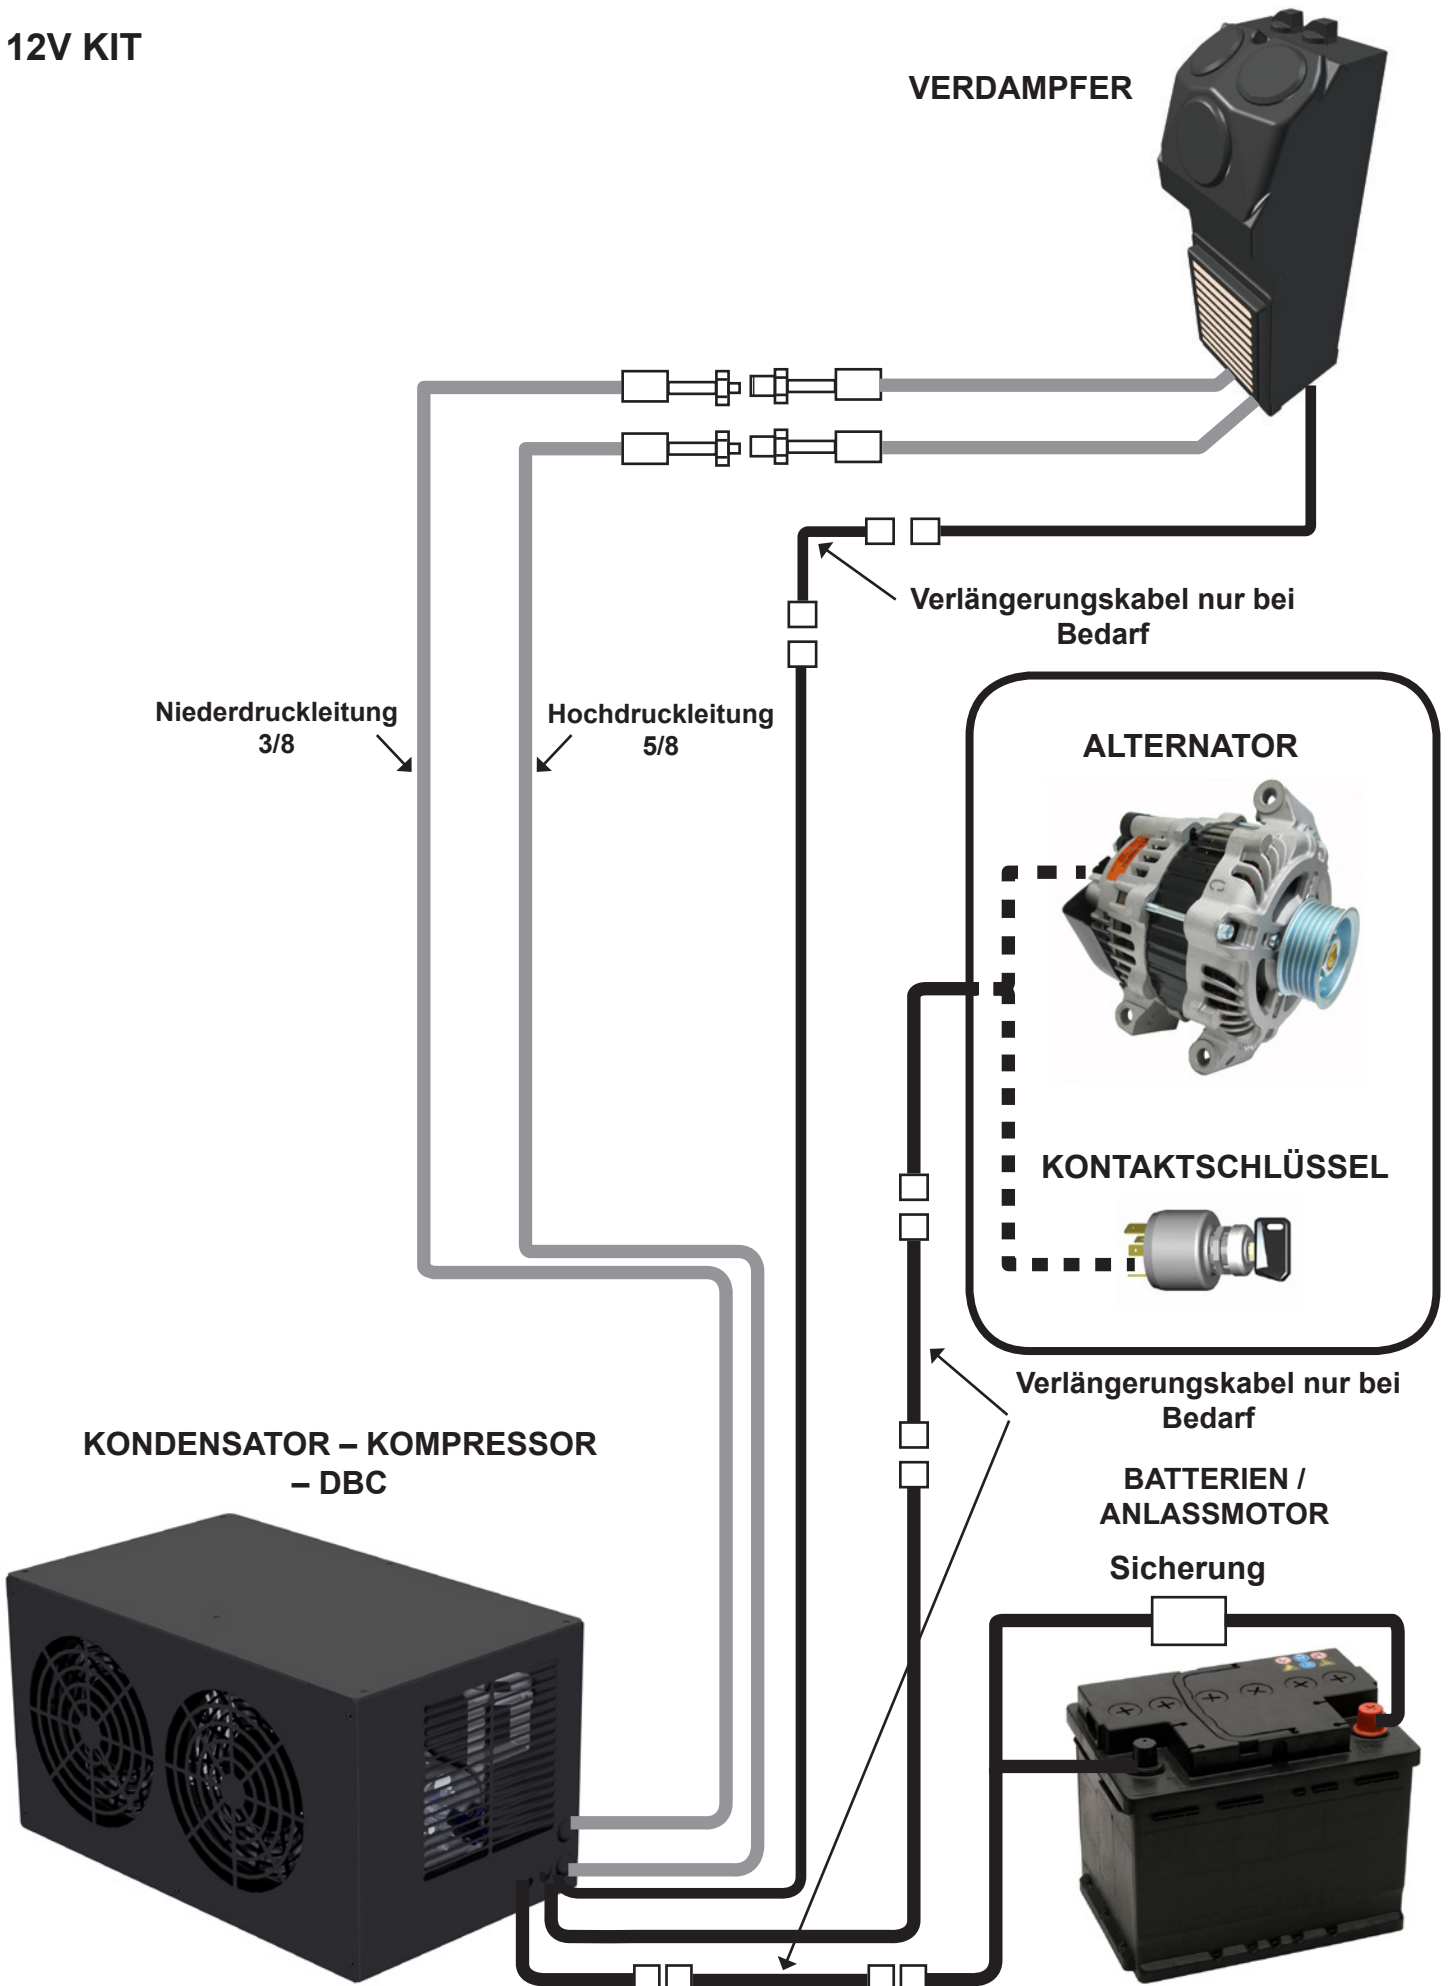 12V KIT
VERDAMPFER
Verlängerungskabel nur bei
Bedarf
Niederdruckleitung
3/8
Hochdruckleitung
5/8
ALTERNATOR
KONTAKTSCHLÜSSEL
Verlängerungskabel nur bei
Bedarf
KONDENSATOR – KOMPRESSOR
– DBC
BATTERIEN /
ANLASSMOTOR
Sicherung